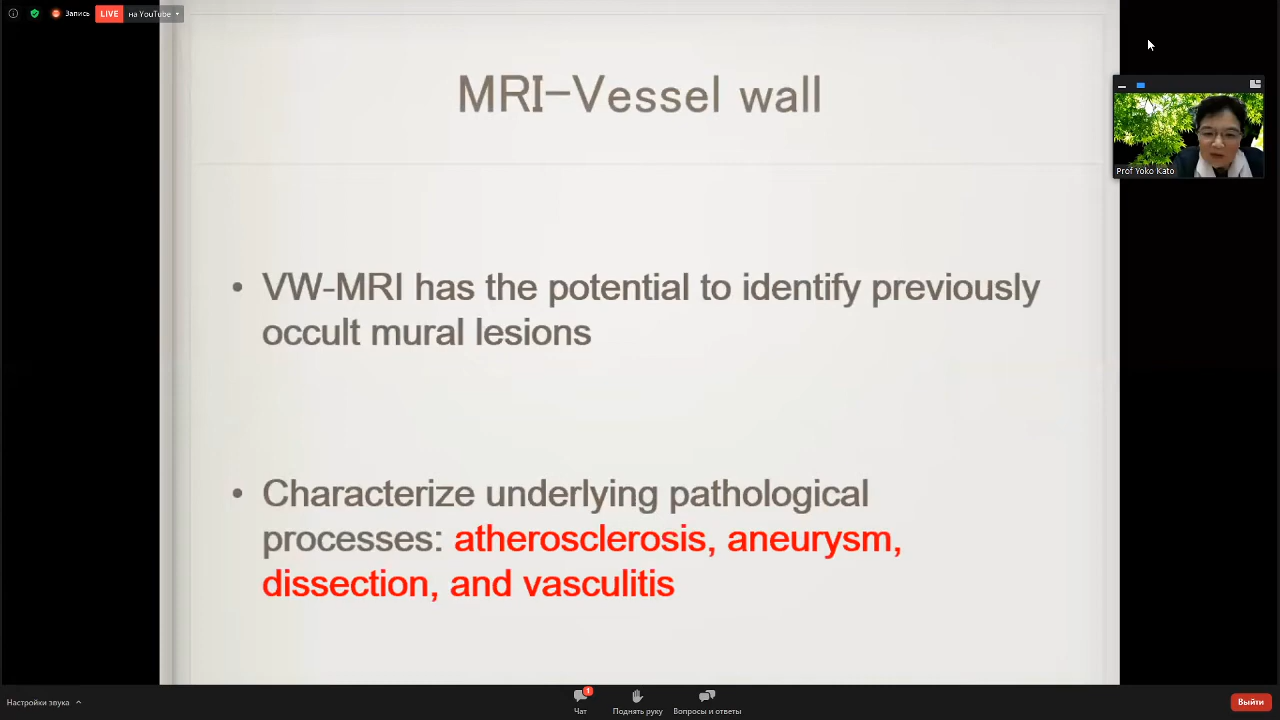 Запись
LIVE
на YouTube
MRI-Vessel wall
Prof Yoko Kato
• VW-MRI has the potential to identify previously
occult mural lesions
• Characterize underlying pathological
processes: atherosclerosis, aneurysm,
dissection, and vasculitis
Настройки звука
1
Чат
Поднять руку
Вопросы и ответы
Выйти